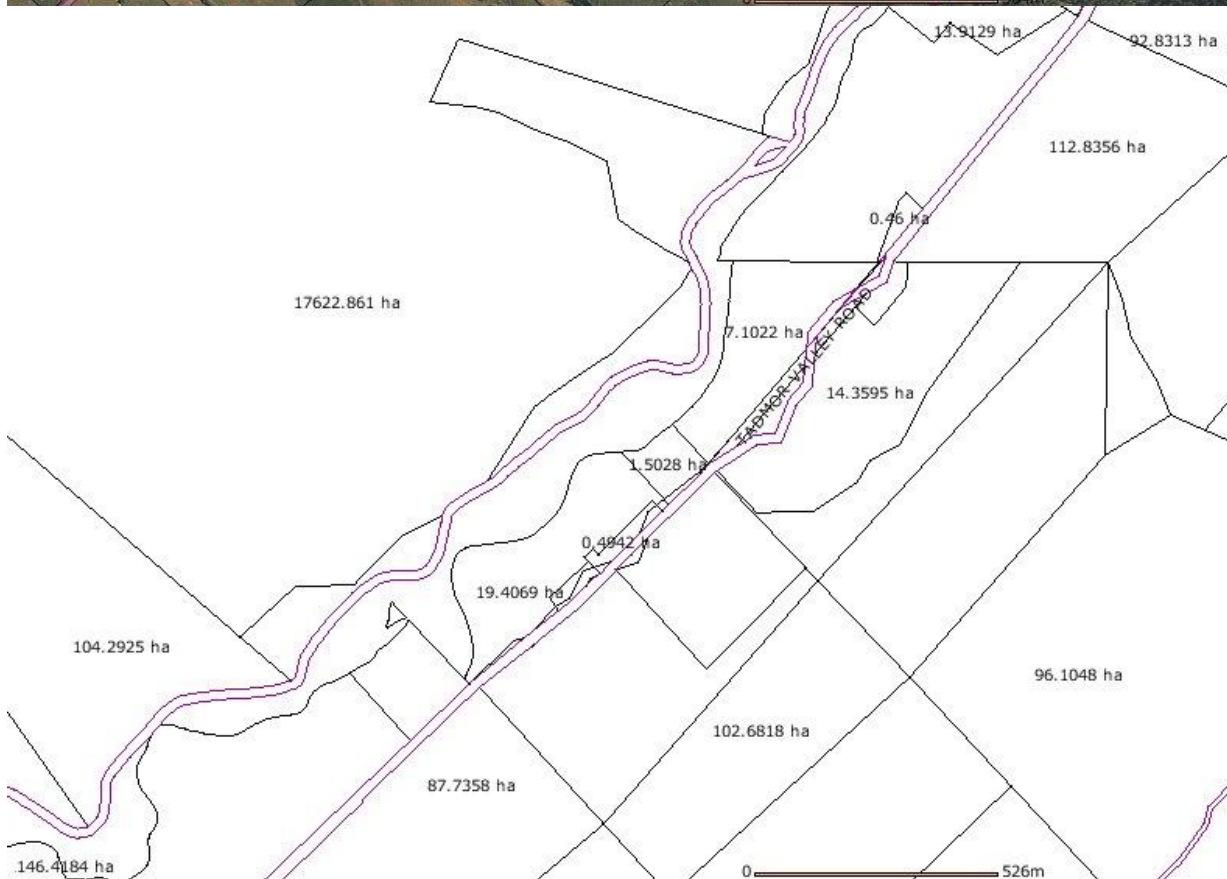 13.9129 ha
92.8313 ha
112.8356 ha
0.46 ha
17622.861 ha
7.1022 ha
TADMOR VALLEY ROAD
14.3595 ha
1.5028 ha
0.4942 ha
19.4069 ha
104.2925 ha
96.1048 ha
102.6818 ha
87.7358 ha
146.4184 ha
0 526m